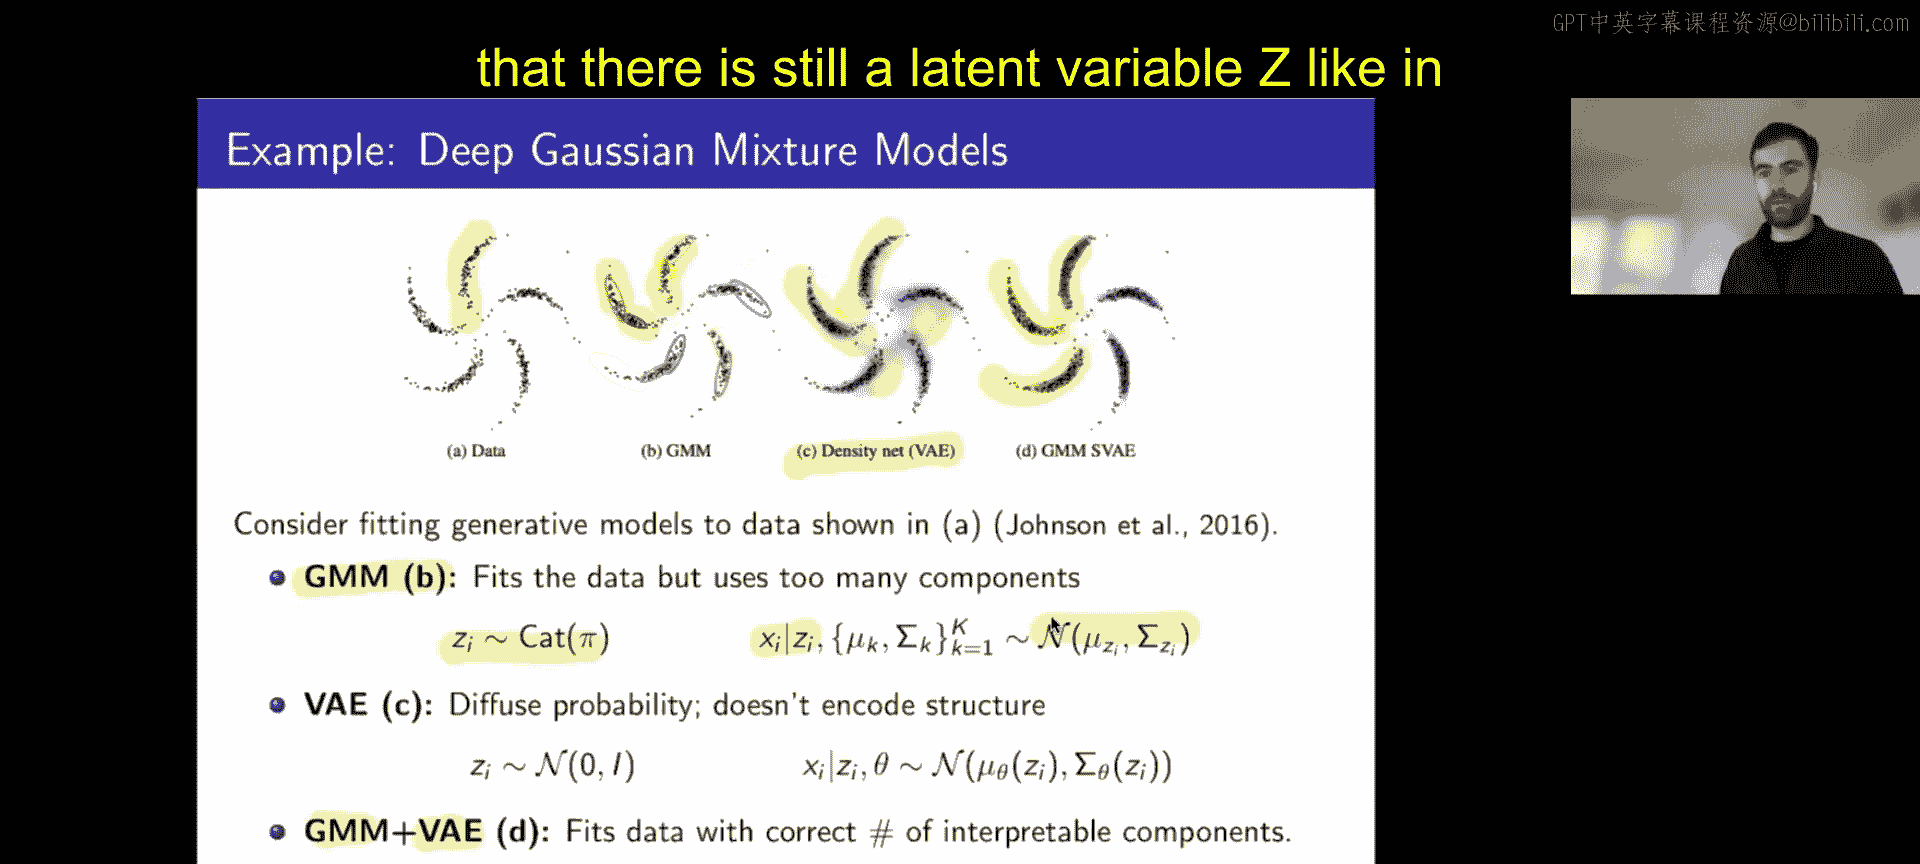 GPT中英字幕课程资源@bilibili.com
that there is still a latent variable Z like in
Example: Deep Gaussian Mixture Models
(a) Data (b) GMM (c) Density net (VAE) (d) GMM SVAE
Consider fitting generative models to data shown in (a) (Johnson et al., 2016).
GMM (b): Fits the data but uses too many components
z_i ∼ Cat(π) x_i|z_i, {μ_k, Σ_k}_{k=1}^K ∼ N(μ_{z_i}, Σ_{z_i})
VAE (c): Diffuse probability; doesn't encode structure
z_i ∼ N(0, I) x_i|z_i, θ ∼ N(μ_θ(z_i), Σ_θ(z_i))
GMM+VAE (d): Fits data with correct # of interpretable components.